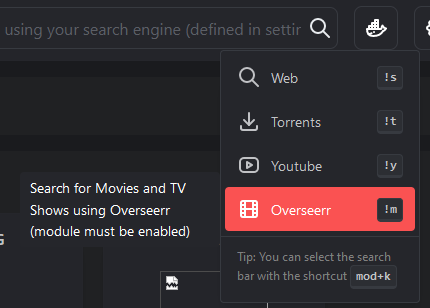 using your search engine (defined in settin
Web !s
Torrents !t
Youtube !y
Search for Movies and TV
Shows using Overseerr
(module must be enabled)
Overseerr !m
Tip: You can select the search
bar with the shortcut mod+k